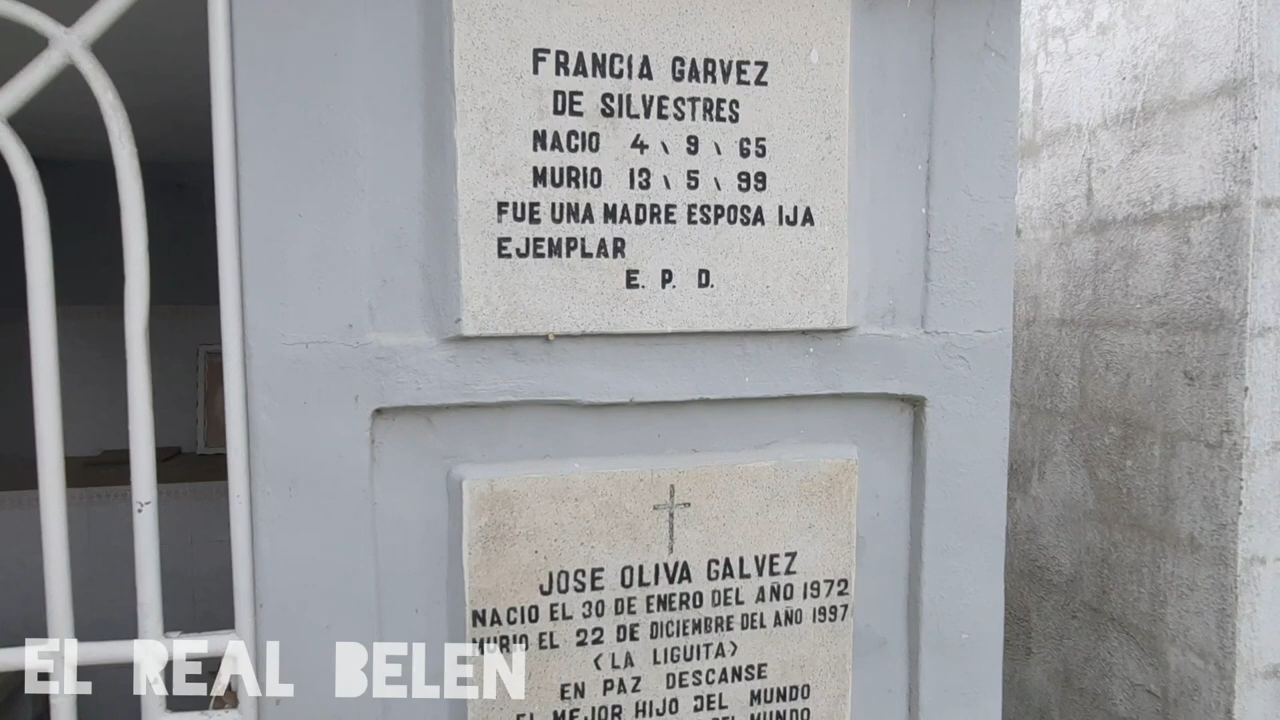 FRANCIA GARVEZ
DE SILVESTRES
NACIO 4 \ 9 \ 65
MURIO 13 \ 5 \ 99
FUE UNA MADRE ESPOSA IJA
EJEMPLAR
E. P. D.
JOSE OLIVA GALVEZ
NACIO EL 30 DE ENERO DEL AÑO 1972
MURIO EL 22 DE DICIEMBRE DEL AÑO 1997
<LA LIGUITA>
EN PAZ DESCANSE
EL MEJOR HIJO DEL MUNDO
DEL MUNDO
EL REAL BELEN